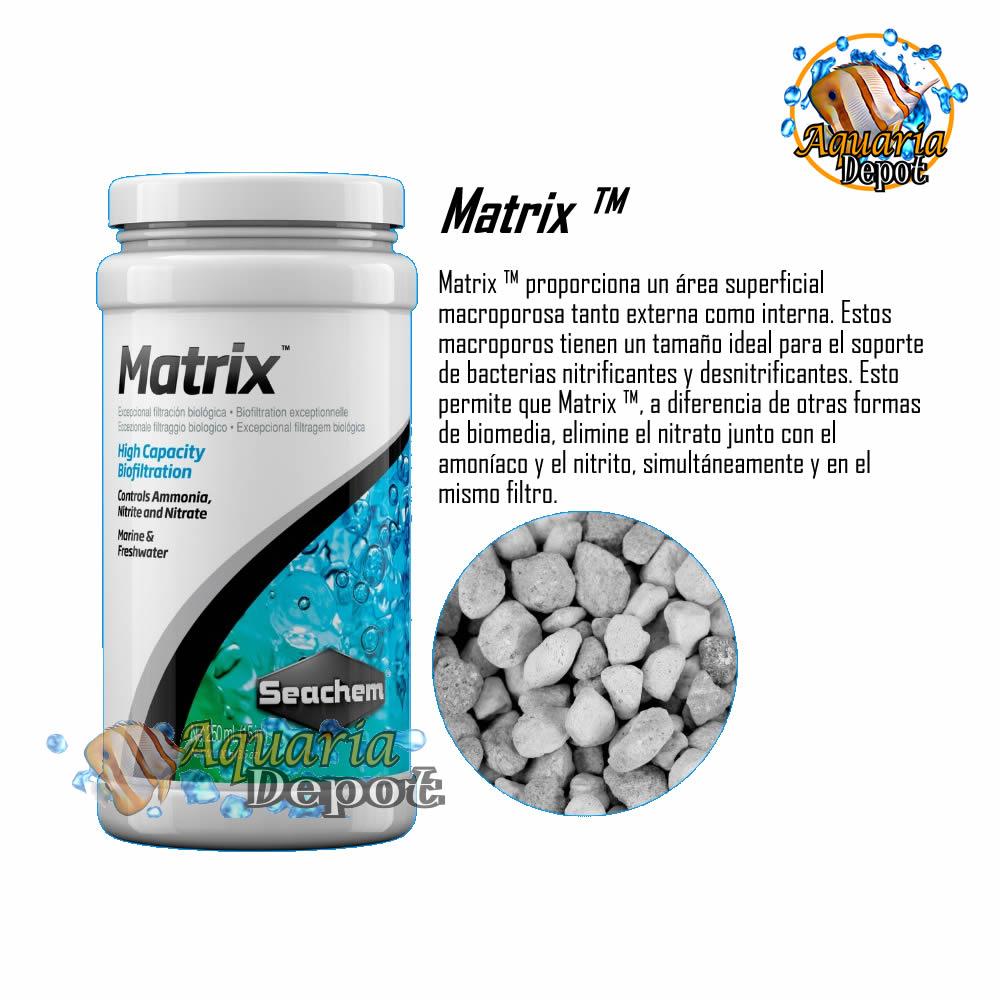 Aquaria
Depot
Matrix ™
Matrix ™ proporciona un área superficial
macroporosa tanto externa como interna. Estos
macroporos tienen un tamaño ideal para el soporte
de bacterias nitrificantes y desnitrificantes. Esto
permite que Matrix ™, a diferencia de otras formas
de biomedia, elimine el nitrato junto con el
amoníaco y el nitrito, simultáneamente y en el
mismo filtro.
Matrix™
Excepcional filtración biológica • Biofiltration exceptionnelle
Eccezionale filtraggio biologico • Excepcional filtragem biológica
High Capacity
Biofiltration
Controls Ammonia,
Nitrite and Nitrate
Marine &
Freshwater
Seachem
250 mL
Aquaria
Depot